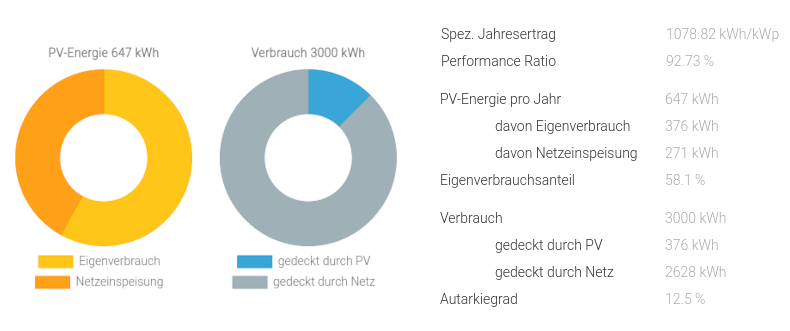 PV-Energie 647 kWh
Verbrauch 3000 kWh
Eigenverbrauch
Netzeinspeisung
gedeckt durch PV
gedeckt durch Netz
Spez. Jahresertrag 1078.82 kWh/kWp
Performance Ratio 92.73 %
PV-Energie pro Jahr 647 kWh
davon Eigenverbrauch 376 kWh
davon Netzeinspeisung 271 kWh
Eigenverbrauchsanteil 58.1 %
Verbrauch 3000 kWh
gedeckt durch PV 376 kWh
gedeckt durch Netz 2628 kWh
Autarkiegrad 12.5 %